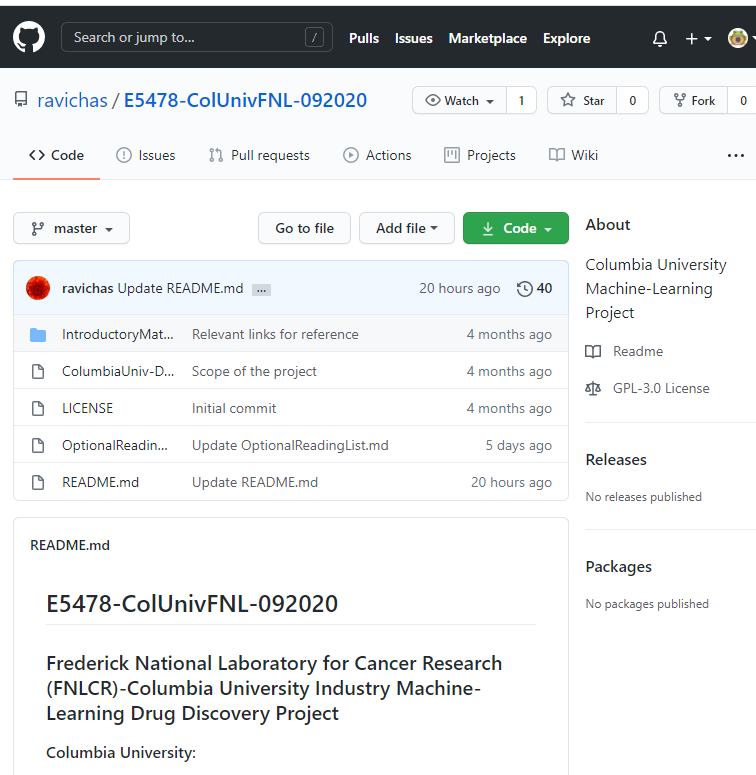 Search or jump to... / Pulls Issues Marketplace Explore
ravichas / E5478-ColUnivFNL-092020 Watch 1 Star 0 Fork 0
Code Issues Pull requests Actions Projects Wiki ...
master Go to file Add file Code
About
Columbia University
Machine-Learning
Project
Readme
GPL-3.0 License
Releases
No releases published
Packages
No packages published
ravichas Update README.md ... 20 hours ago 40
IntroductoryMat... Relevant links for reference 4 months ago
ColumbiaUniv-D... Scope of the project 4 months ago
LICENSE Initial commit 4 months ago
OptionalReadin... Update OptionalReadingList.md 5 days ago
README.md Update README.md 20 hours ago
README.md
E5478-ColUnivFNL-092020
Frederick National Laboratory for Cancer Research
(FNLCR)-Columbia University Industry Machine-
Learning Drug Discovery Project
Columbia University: